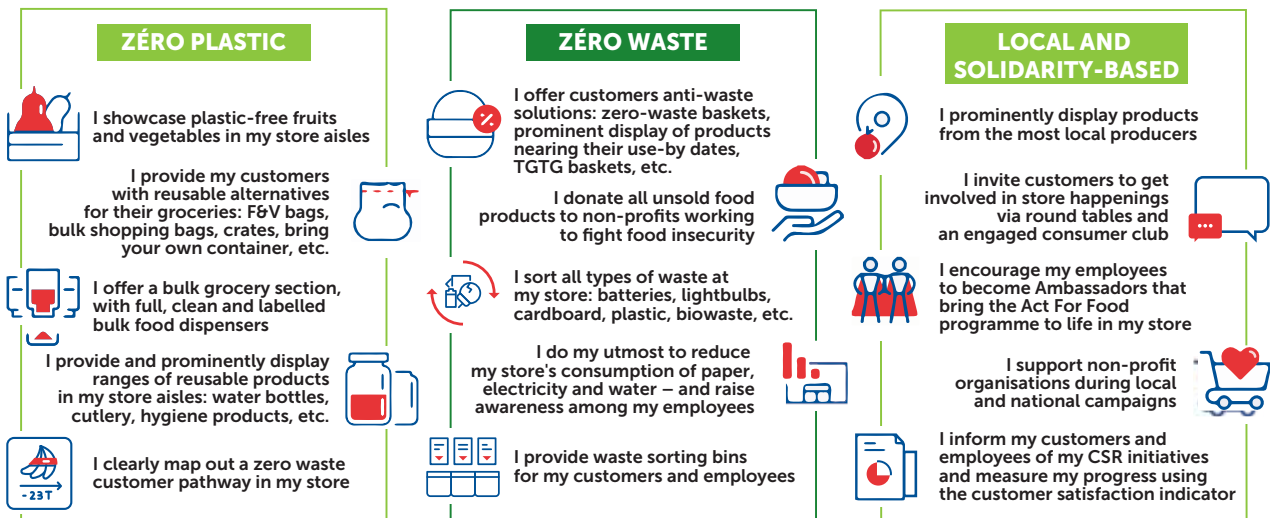 ZÉRO PLASTIC
I showcase plastic-free fruits
and vegetables in my store aisles
I provide my customers
with reusable alternatives
for their groceries: F&V bags,
bulk shopping bags, crates, bring
your own container, etc.
I offer a bulk grocery section,
with full, clean and labelled
bulk food dispensers
I provide and prominently display
ranges of reusable products
in my store aisles: water bottles,
cutlery, hygiene products, etc.
-23T
I clearly map out a zero waste
customer pathway in my store
ZÉRO WASTE
%
I offer customers anti-waste
solutions: zero-waste baskets,
prominent display of products
nearing their use-by dates,
TGTG baskets, etc.
I donate all unsold food
products to non-profits working
to fight food insecurity
I sort all types of waste at
my store: batteries, lightbulbs,
cardboard, plastic, biowaste, etc.
I do my utmost to reduce
my store's consumption of paper,
electricity and water – and raise
awareness among my employees
I provide waste sorting bins
for my customers and employees
LOCAL AND
SOLIDARITY-BASED
I prominently display products
from the most local producers
I invite customers to get
involved in store happenings
via round tables and
an engaged consumer club
I encourage my employees
to become Ambassadors that
bring the Act For Food
programme to life in my store
I support non-profit
organisations during local
and national campaigns
I inform my customers and
employees of my CSR initiatives
and measure my progress using
the customer satisfaction indicator